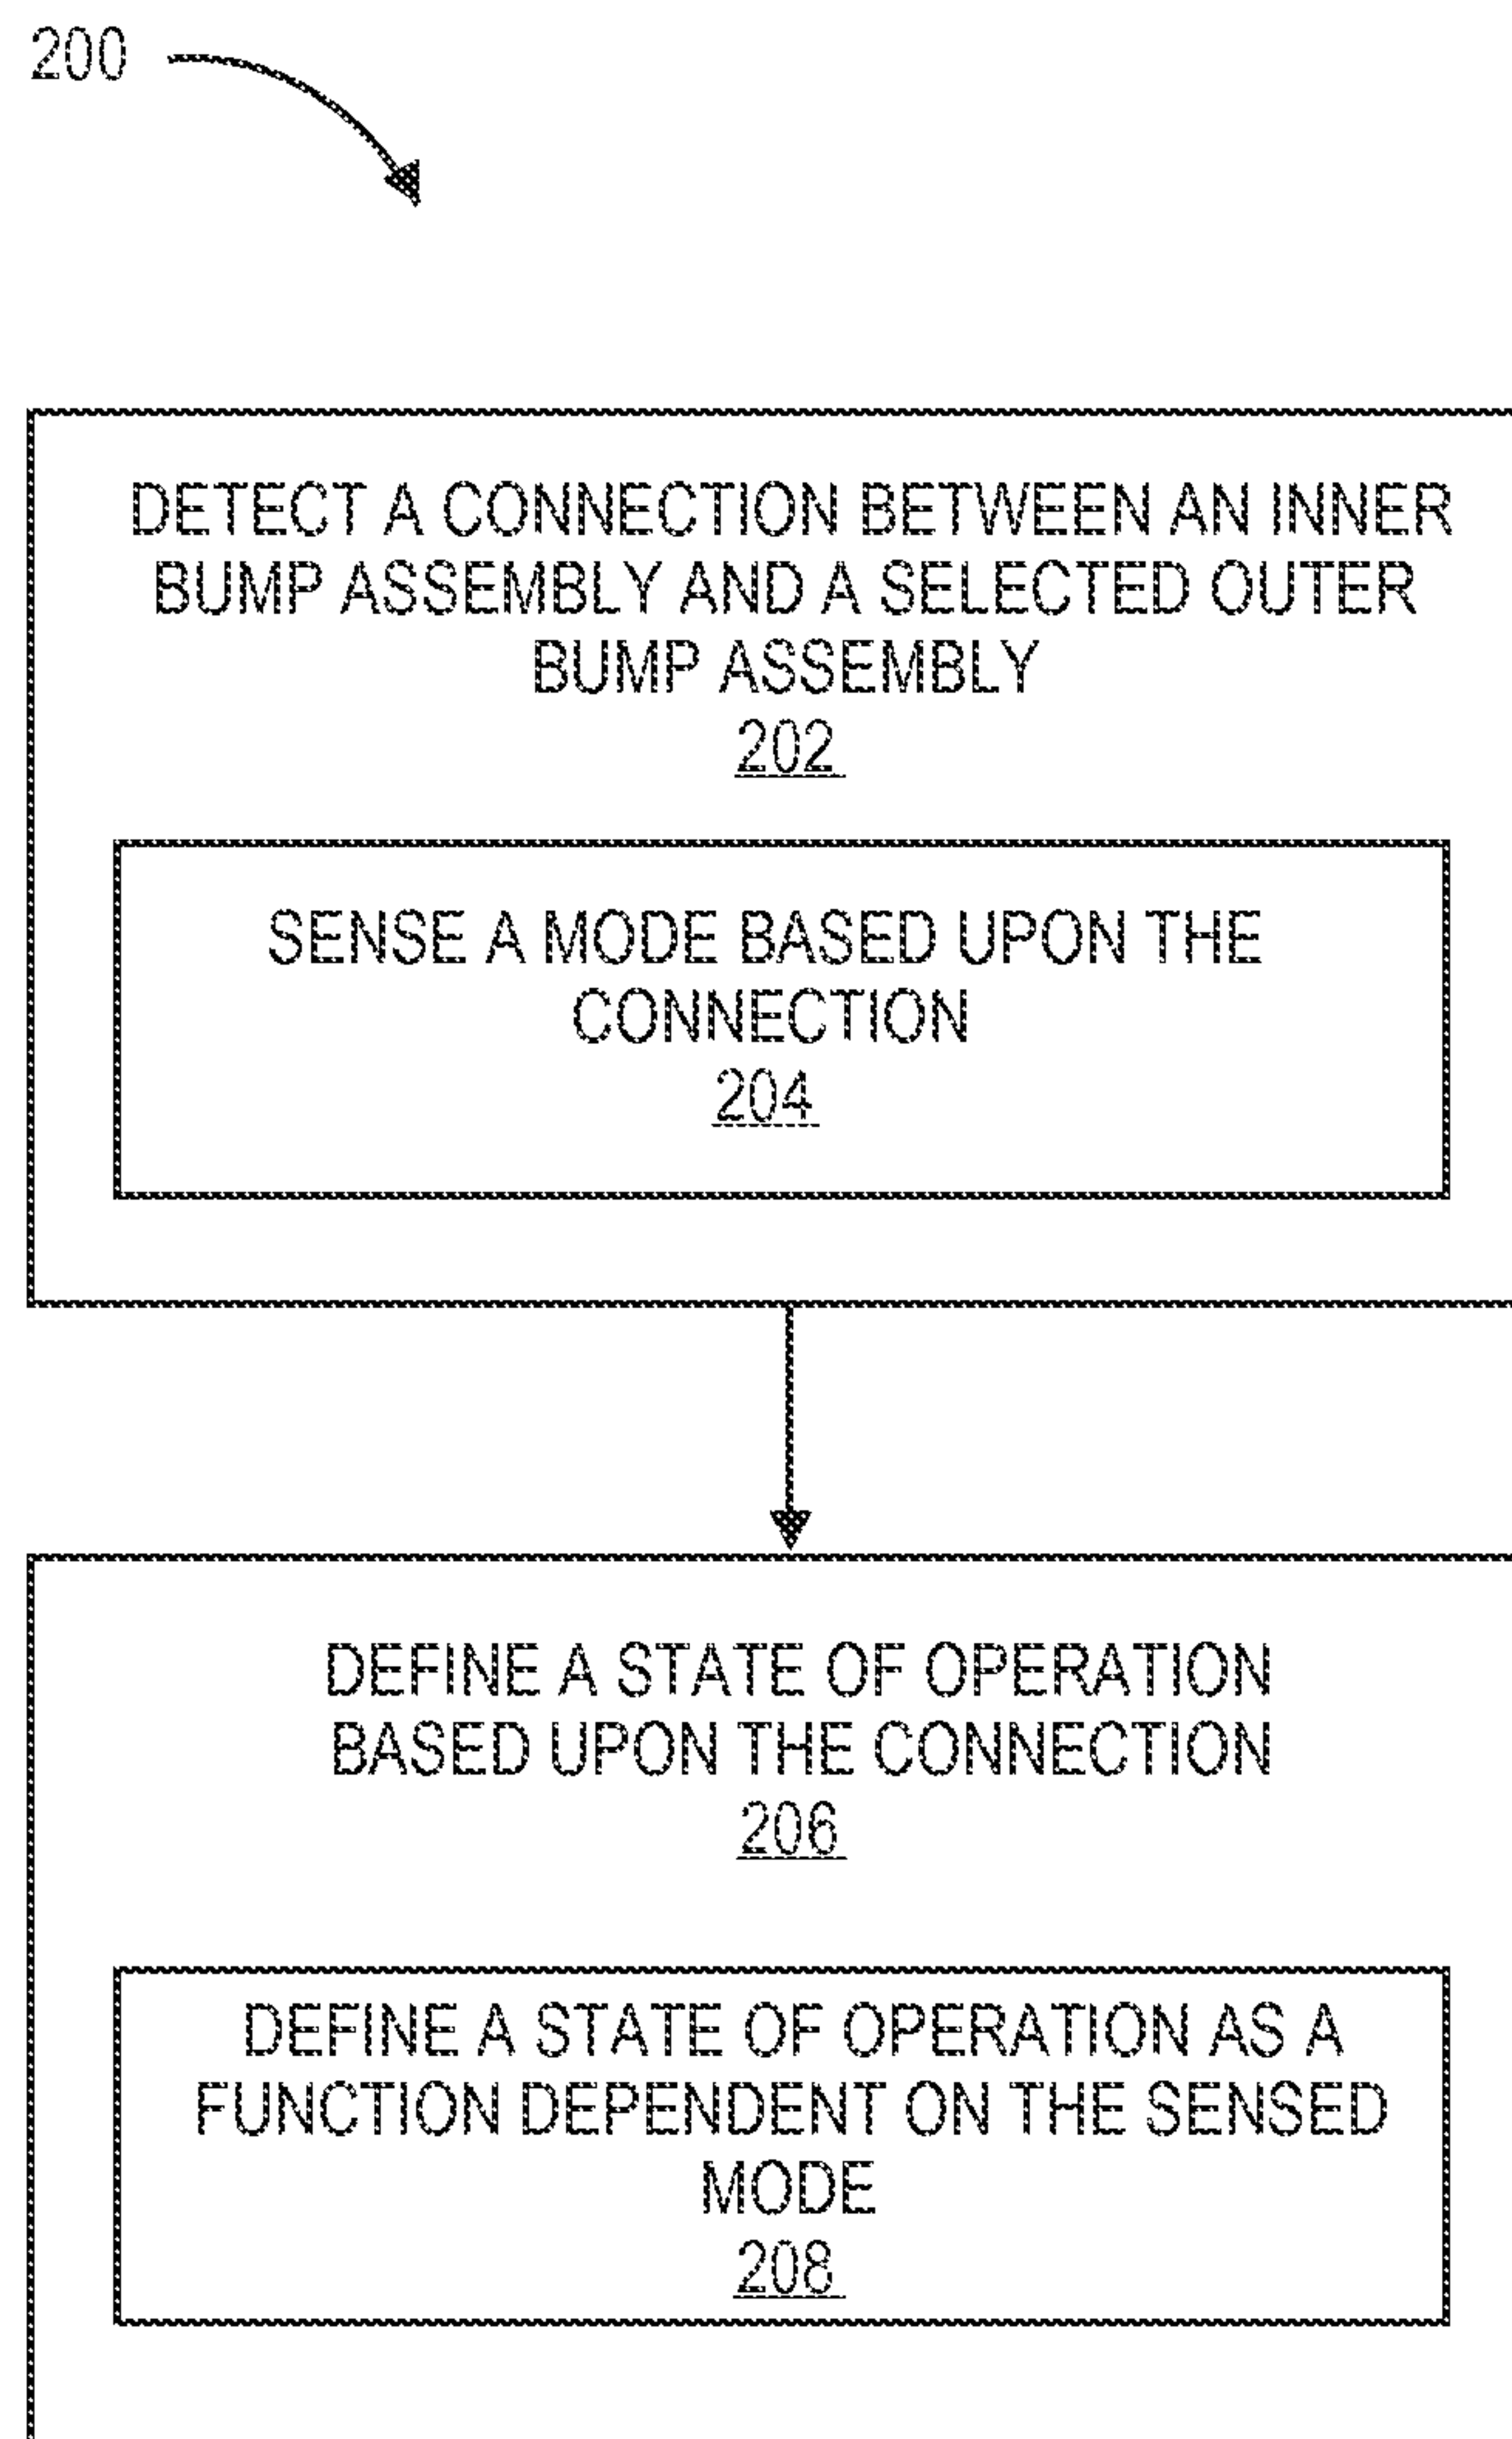 200
DETECT A CONNECTION BETWEEN AN INNER
BUMP ASSEMBLY AND A SELECTED OUTER
BUMP ASSEMBLY
202
SENSE A MODE BASED UPON THE
CONNECTION
204
DEFINE A STATE OF OPERATION
BASED UPON THE CONNECTION
206
DEFINE A STATE OF OPERATION AS A
FUNCTION DEPENDENT ON THE SENSED
MODE
208